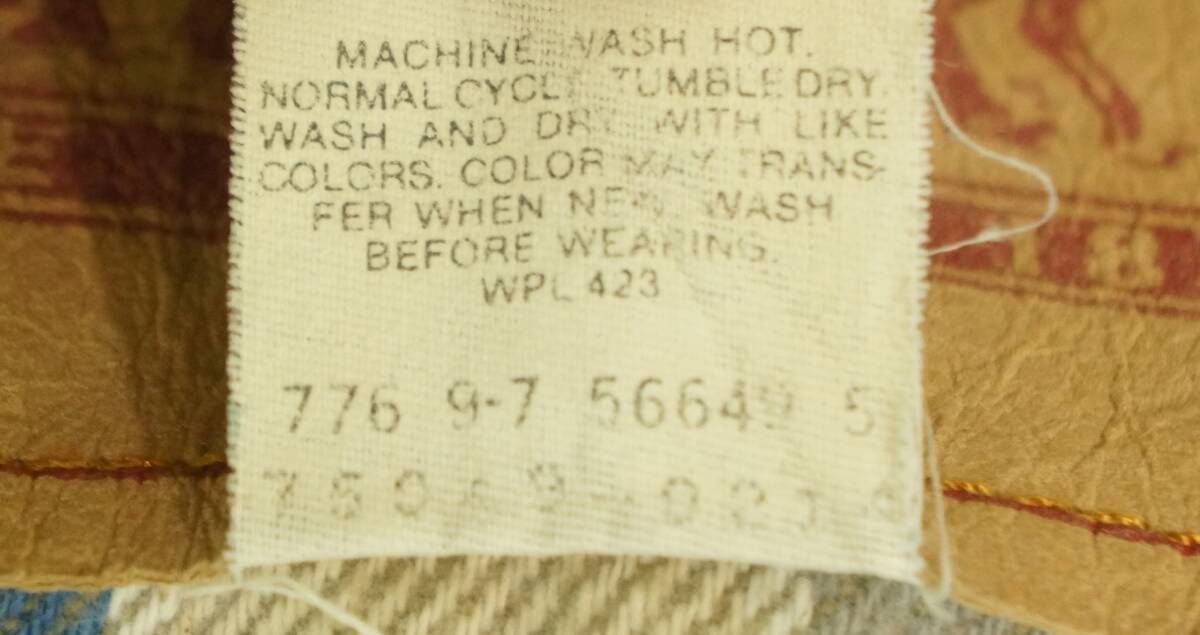 MACHINE WASH HOT.
NORMAL CYCLE TUMBLE DRY.
WASH AND DRY WITH LIKE
COLORS. COLOR MAY TRANS-
FER WHEN NEW WASH
BEFORE WEARING.
WPL 423
776 9-7 56649 5